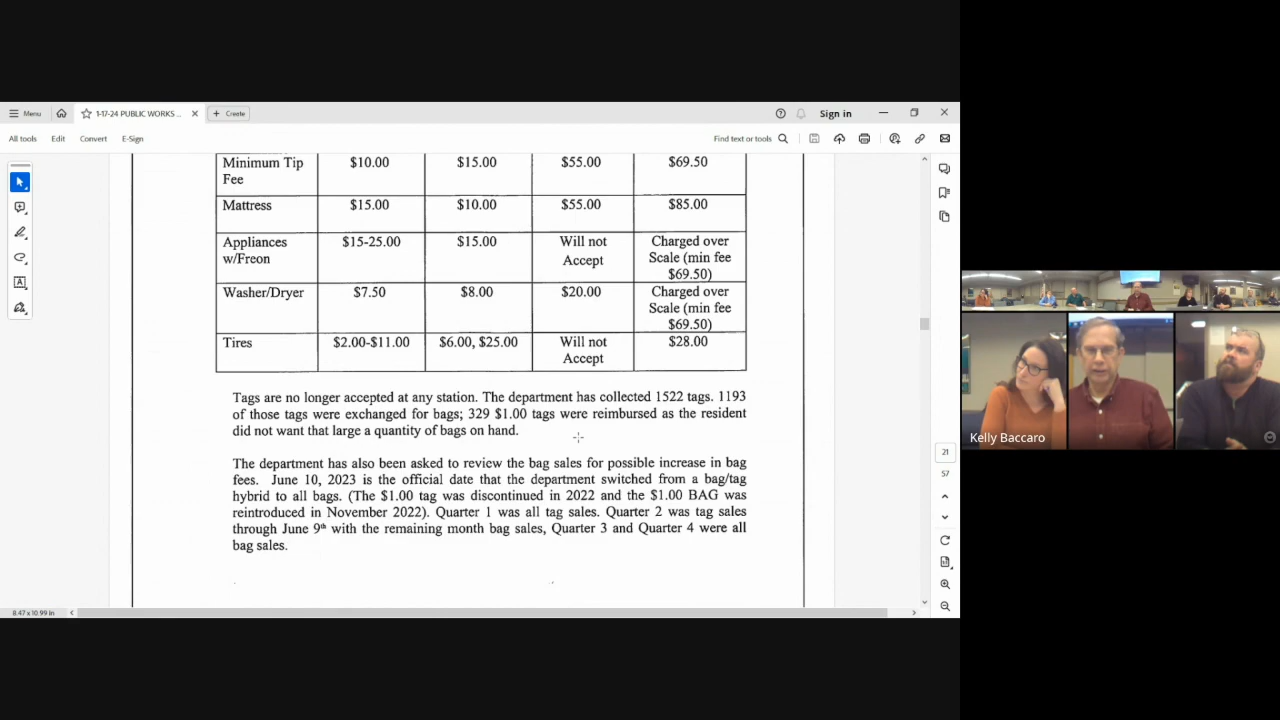 Menu
1-17-24 PUBLIC WORKS ...
Create
Sign in
All tools
Edit
Convert
E-Sign
Find text or tools
Minimum Tip Fee $10.00 $15.00 $55.00 $69.50
Mattress $15.00 $10.00 $55.00 $85.00
Appliances w/Freon $15-25.00 $15.00 Will not Accept Charged over Scale (min fee $69.50)
Washer/Dryer $7.50 $8.00 $20.00 Charged over Scale (min fee $69.50)
Tires $2.00-$11.00 $6.00, $25.00 Will not Accept $28.00
Tags are no longer accepted at any station. The department has collected 1522 tags. 1193
of those tags were exchanged for bags; 329 $1.00 tags were reimbursed as the resident
did not want that large a quantity of bags on hand.
The department has also been asked to review the bag sales for possible increase in bag
fees. June 10, 2023 is the official date that the department switched from a bag/tag
hybrid to all bags. (The $1.00 tag was discontinued in 2022 and the $1.00 BAG was
reintroduced in November 2022). Quarter 1 was all tag sales. Quarter 2 was tag sales
through June 9th with the remaining month bag sales, Quarter 3 and Quarter 4 were all
bag sales.
21
57
8.47 x 10.99 in
Kelly Baccaro